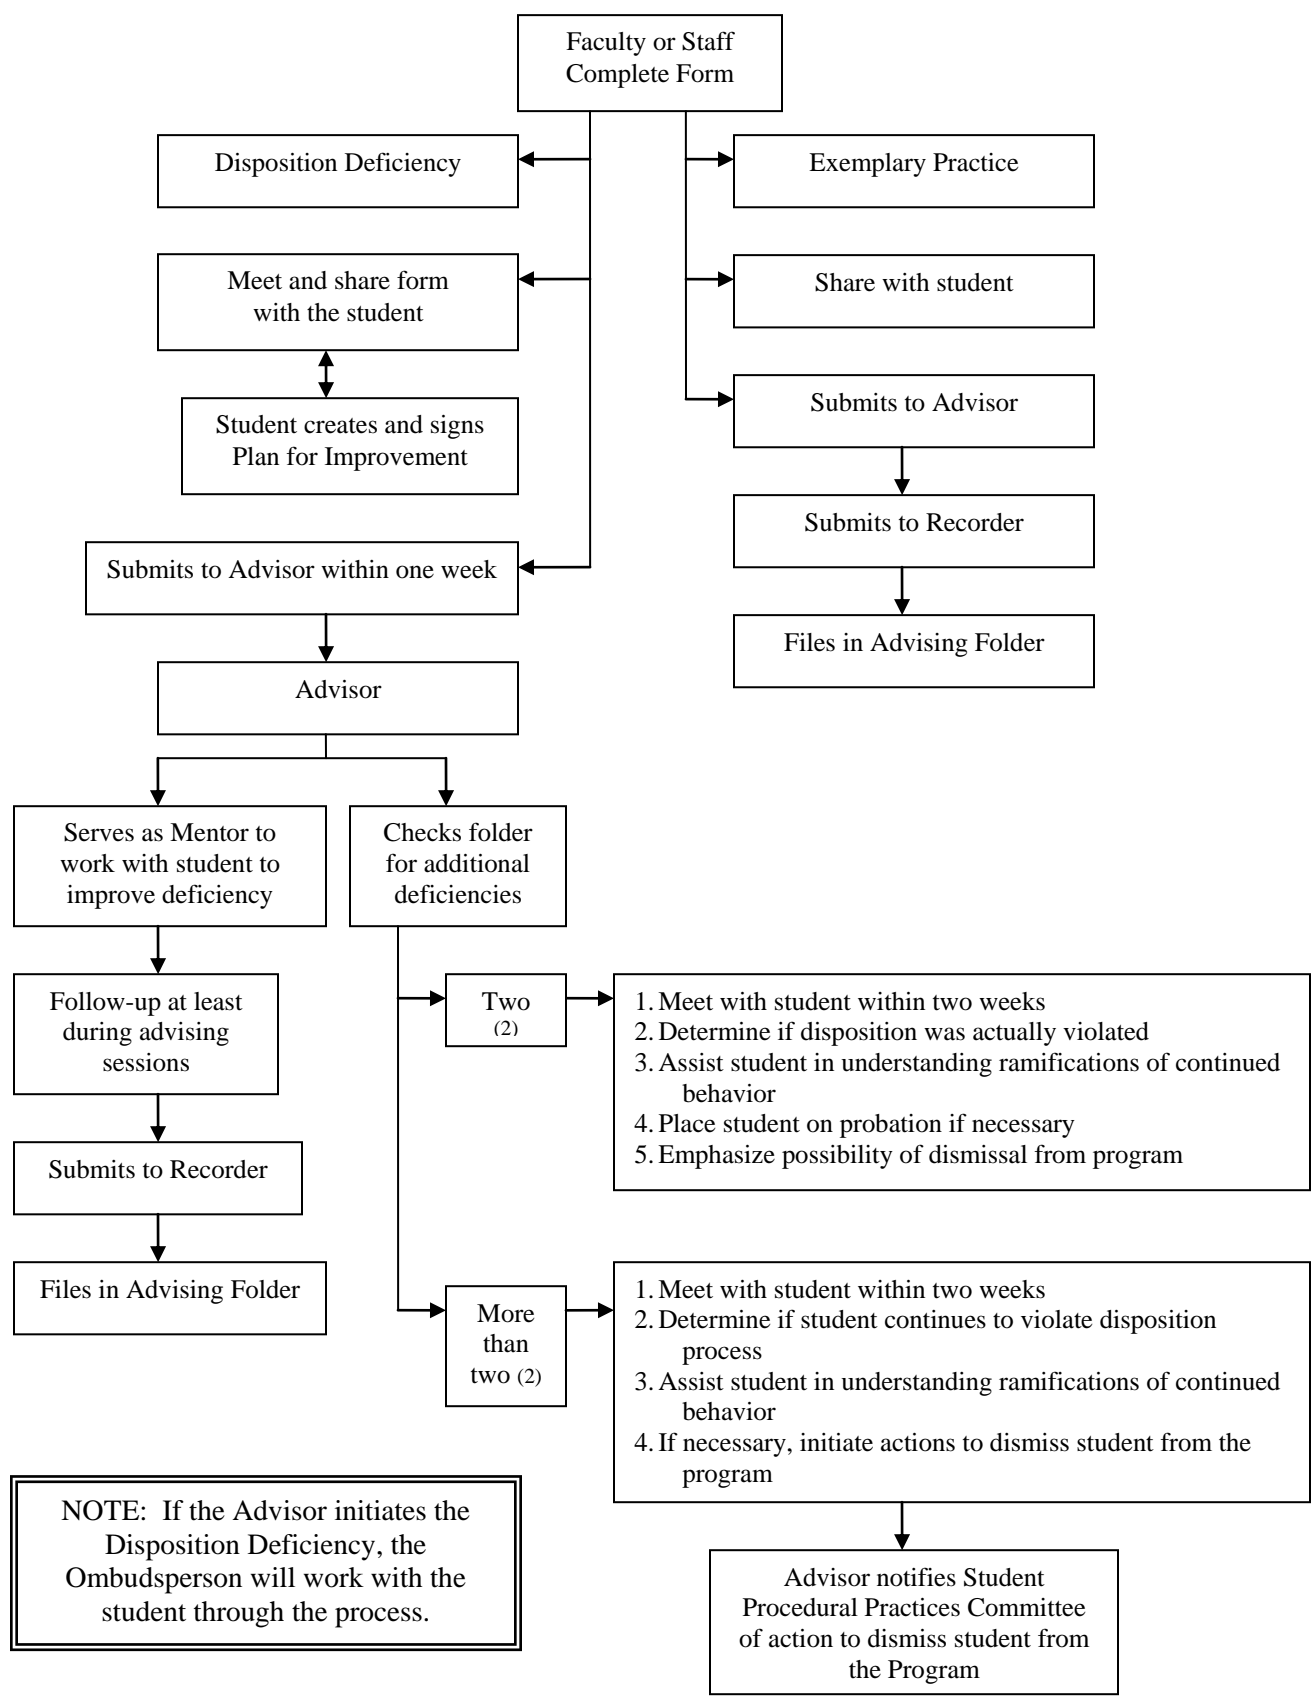 Faculty or Staff
Complete Form
Disposition Deficiency
Exemplary Practice
Meet and share form
with the student
Share with student
Student creates and signs
Plan for Improvement
Submits to Advisor
Submits to Recorder
Submits to Advisor within one week
Files in Advising Folder
Advisor
Serves as Mentor to
work with student to
improve deficiency
Checks folder
for additional
deficiencies
Follow-up at least
during advising
sessions
Two
(2)
1. Meet with student within two weeks
2. Determine if disposition was actually violated
3. Assist student in understanding ramifications of continued
behavior
4. Place student on probation if necessary
5. Emphasize possibility of dismissal from program
Submits to Recorder
Files in Advising Folder
More
than
two (2)
1. Meet with student within two weeks
2. Determine if student continues to violate disposition
process
3. Assist student in understanding ramifications of continued
behavior
4. If necessary, initiate actions to dismiss student from the
program
NOTE:  If the Advisor initiates the
Disposition Deficiency, the
Ombudsperson will work with the
student through the process.
Advisor notifies Student
Procedural Practices Committee
of action to dismiss student from
the Program